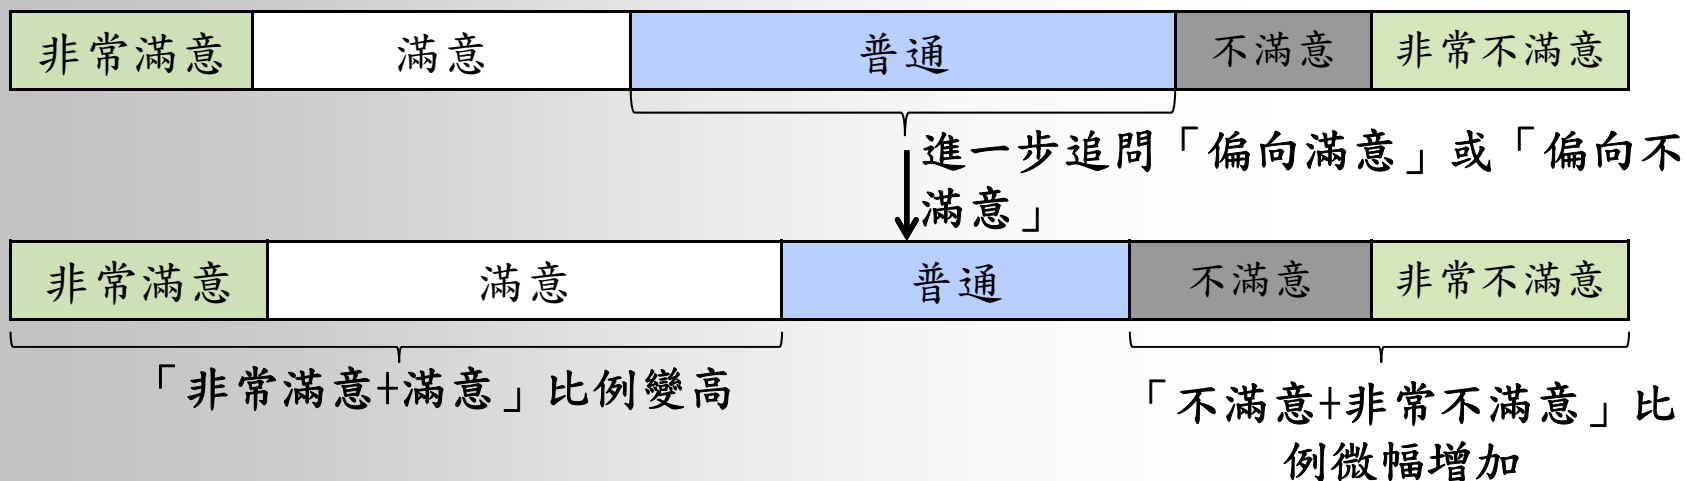 非常滿意 滿意 普通 不滿意 非常不滿意
進一步追問「偏向滿意」或「偏向不
滿意」
非常滿意 滿意 普通 不滿意 非常不滿意
「非常滿意+滿意」比例變高
「不滿意+非常不滿意」比
例微幅增加